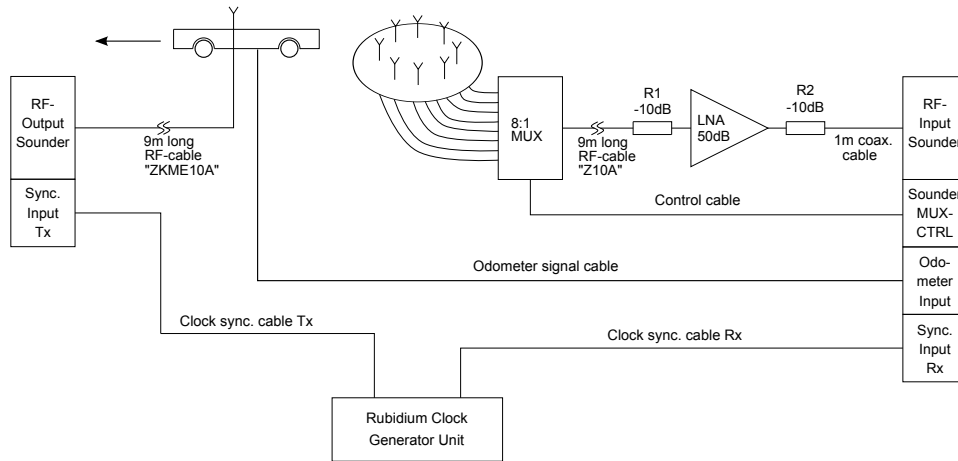 RF-
Output
Sounder
Sync.
Input
Tx
9m long
RF-cable
"ZKME10A"
8:1
MUX
9m long
RF-cable
"Z10A"
R1
-10dB
LNA
50dB
R2
-10dB
1m coax.
cable
RF-
Input
Sounder
Control cable
Sounder
MUX-
CTRL
Odometer signal cable
Odo-
meter
Input
Clock sync. cable Tx
Clock sync. cable Rx
Sync.
Input
Rx
Rubidium Clock
Generator Unit